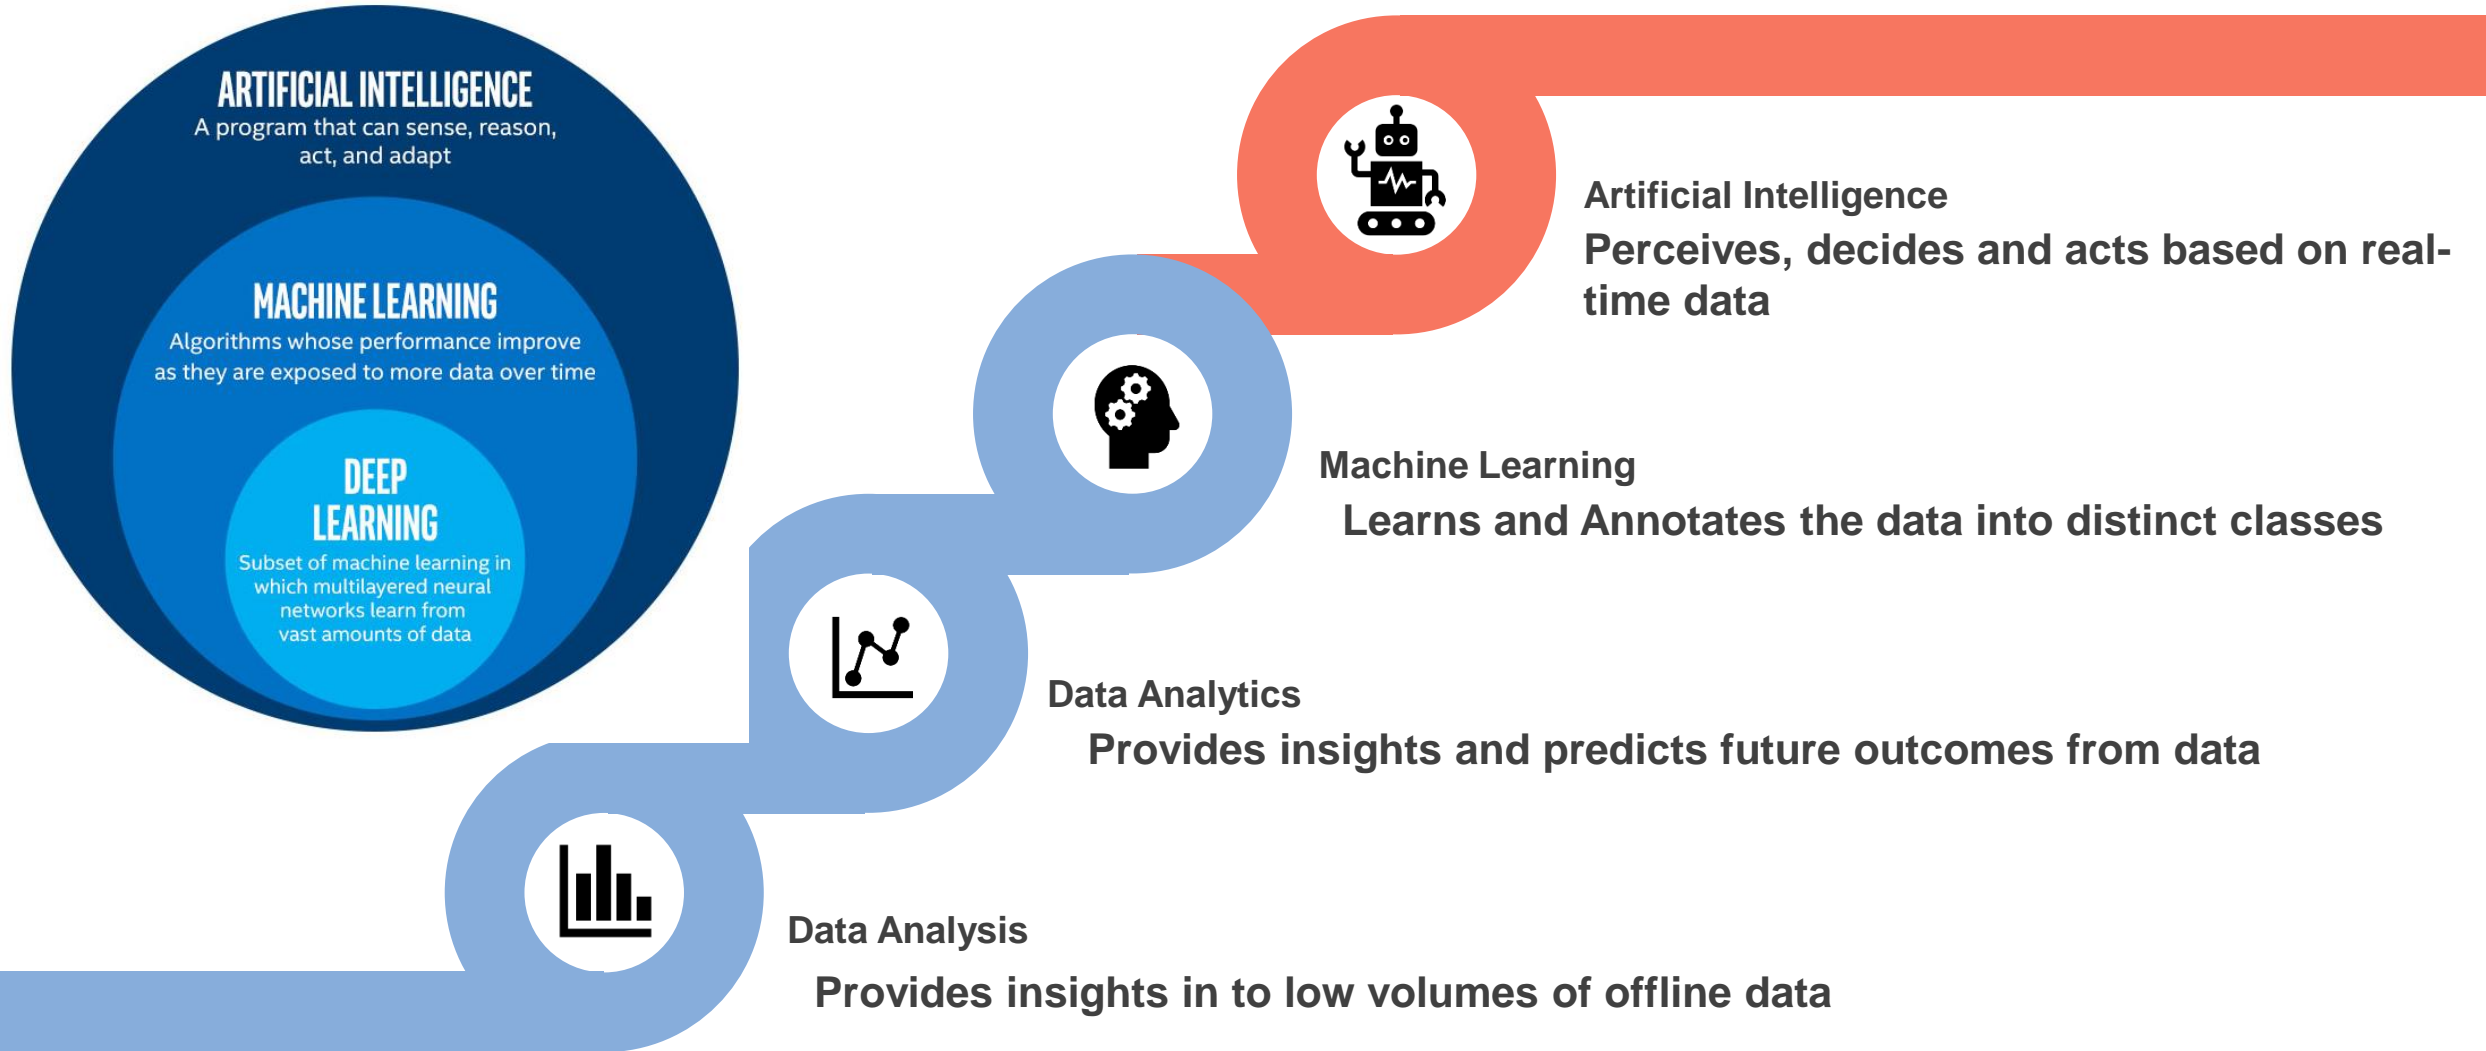 ARTIFICIAL INTELLIGENCE
A program that can sense, reason,
act, and adapt
MACHINE LEARNING
Algorithms whose performance improve
as they are exposed to more data over time
DEEP
LEARNING
Subset of machine learning in
which multilayered neural
networks learn from
vast amounts of data
Artificial Intelligence
Perceives, decides and acts based on real-
time data
Machine Learning
Learns and Annotates the data into distinct classes
Data Analytics
Provides insights and predicts future outcomes from data
Data Analysis
Provides insights in to low volumes of offline data